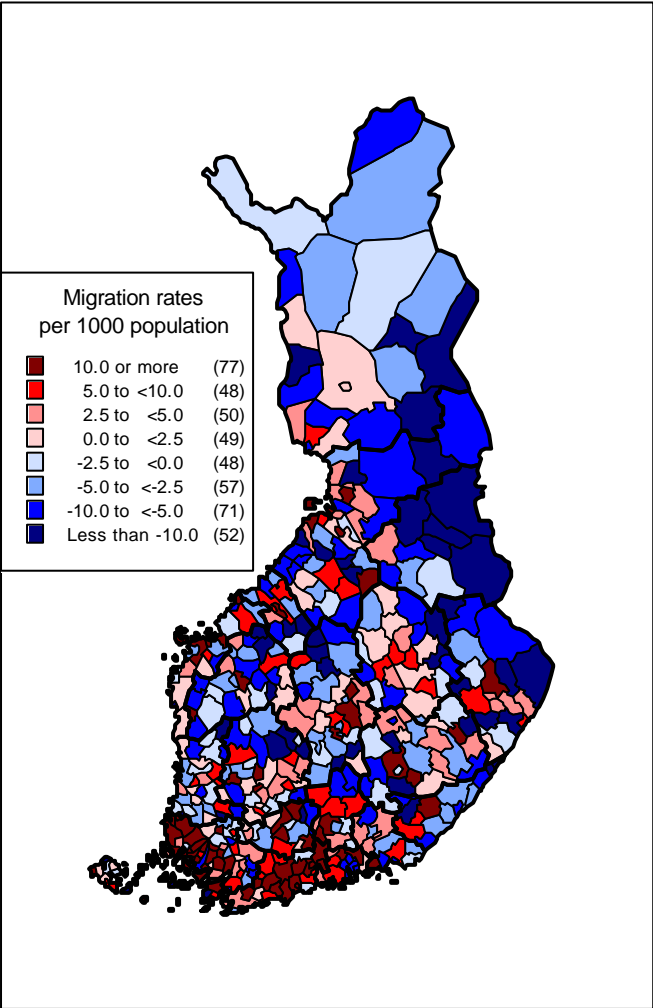 Migration rates
per 1000 population
10.0 or more (77)
5.0 to <10.0 (48)
2.5 to <5.0 (50)
0.0 to <2.5 (49)
-2.5 to <0.0 (48)
-5.0 to <-2.5 (57)
-10.0 to <-5.0 (71)
Less than -10.0 (52)